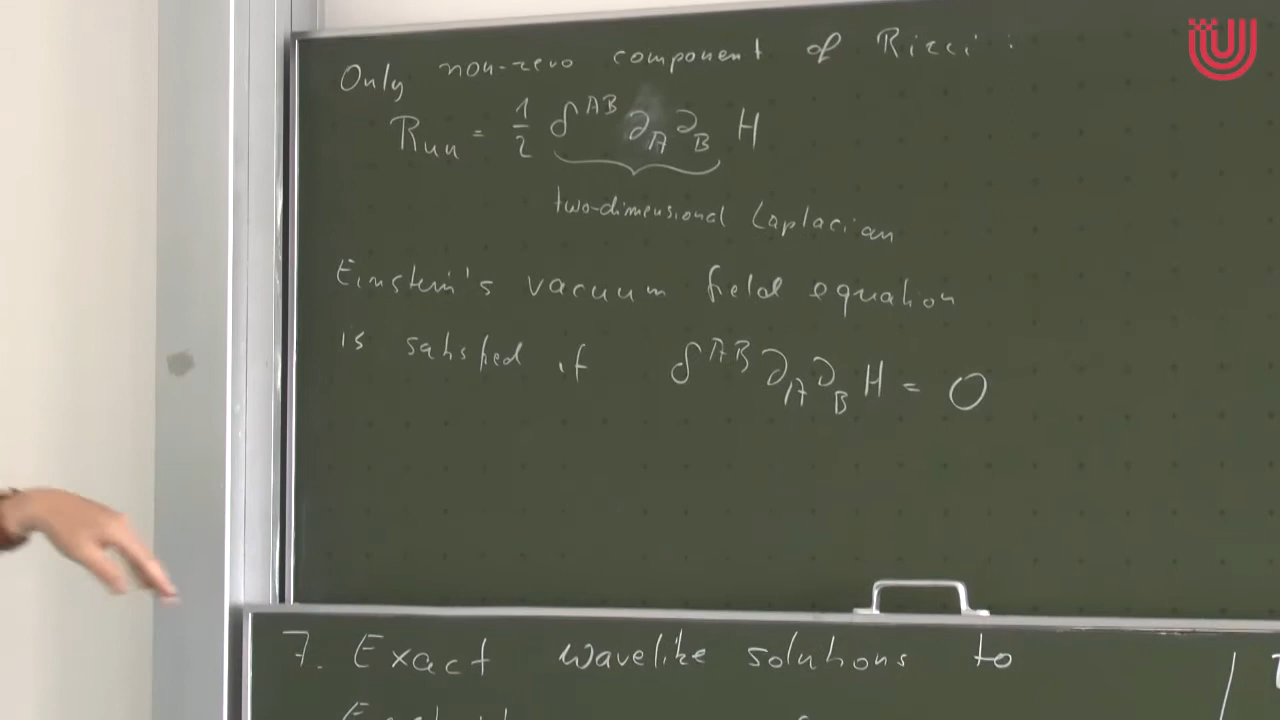 Only non-zero component of Ricci :
Ruu = 1/2 δ^AB ∂_A ∂_B H
two-dimensional Laplacian
Einstein's vacuum field equation
is satisfied if δ^AB ∂_A ∂_B H = 0
7. Exact wavelike solutions to